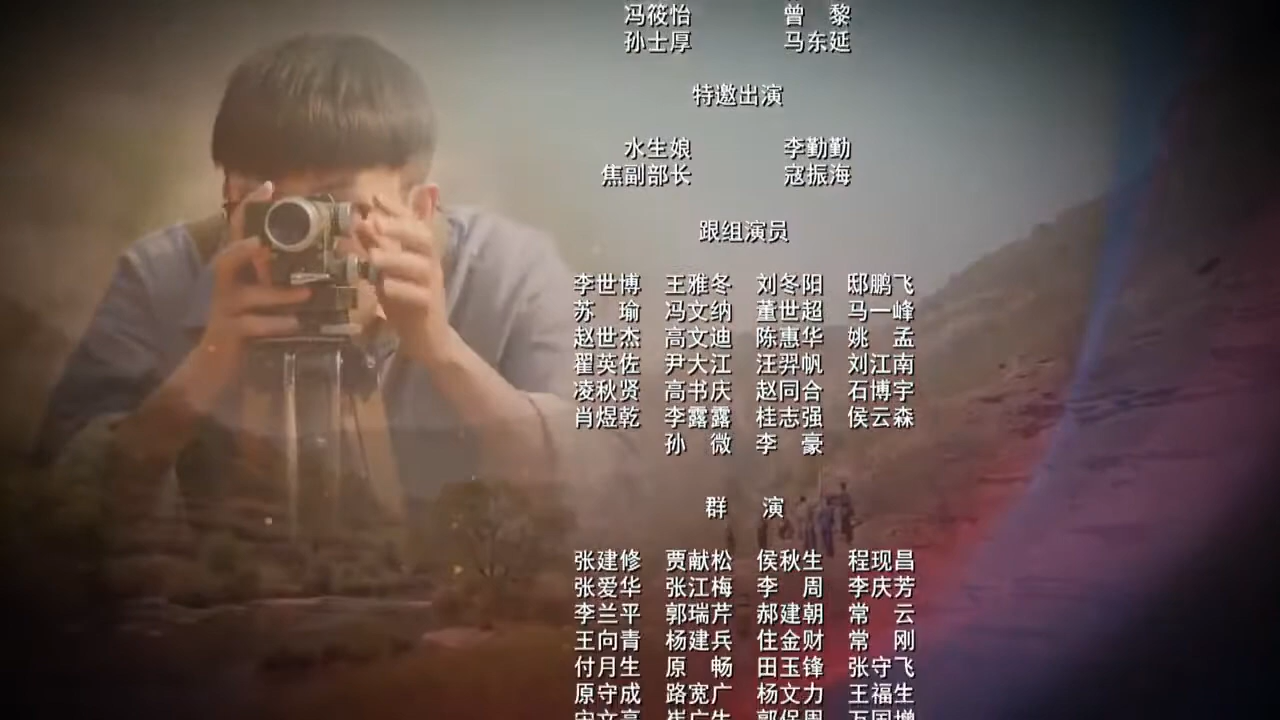 冯筱怡 曾 黎
孙士厚 马东延
特邀出演
水生娘 李勤勤
焦副部长 寇振海
跟组演员
李世博 王雅冬 刘冬阳 邸鹏飞
苏 瑜 冯文纳 董世超 马一峰
赵世杰 高文迪 陈惠华 姚 孟
翟英佐 尹大江 汪羿帆 刘江南
凌秋贤 高书庆 赵同合 石博宇
肖煜乾 李露露 桂志强 侯云森
孙 微 李 豪
群 演
张建修 贾献松 侯秋生 程现昌
张爱华 张江梅 李 周 李庆芳
李兰平 郭瑞芹 郝建朝 常 云
王向青 杨建兵 住金财 常 刚
付月生 原 畅 田玉锋 张守飞
原守成 路宽广 杨文力 王福生